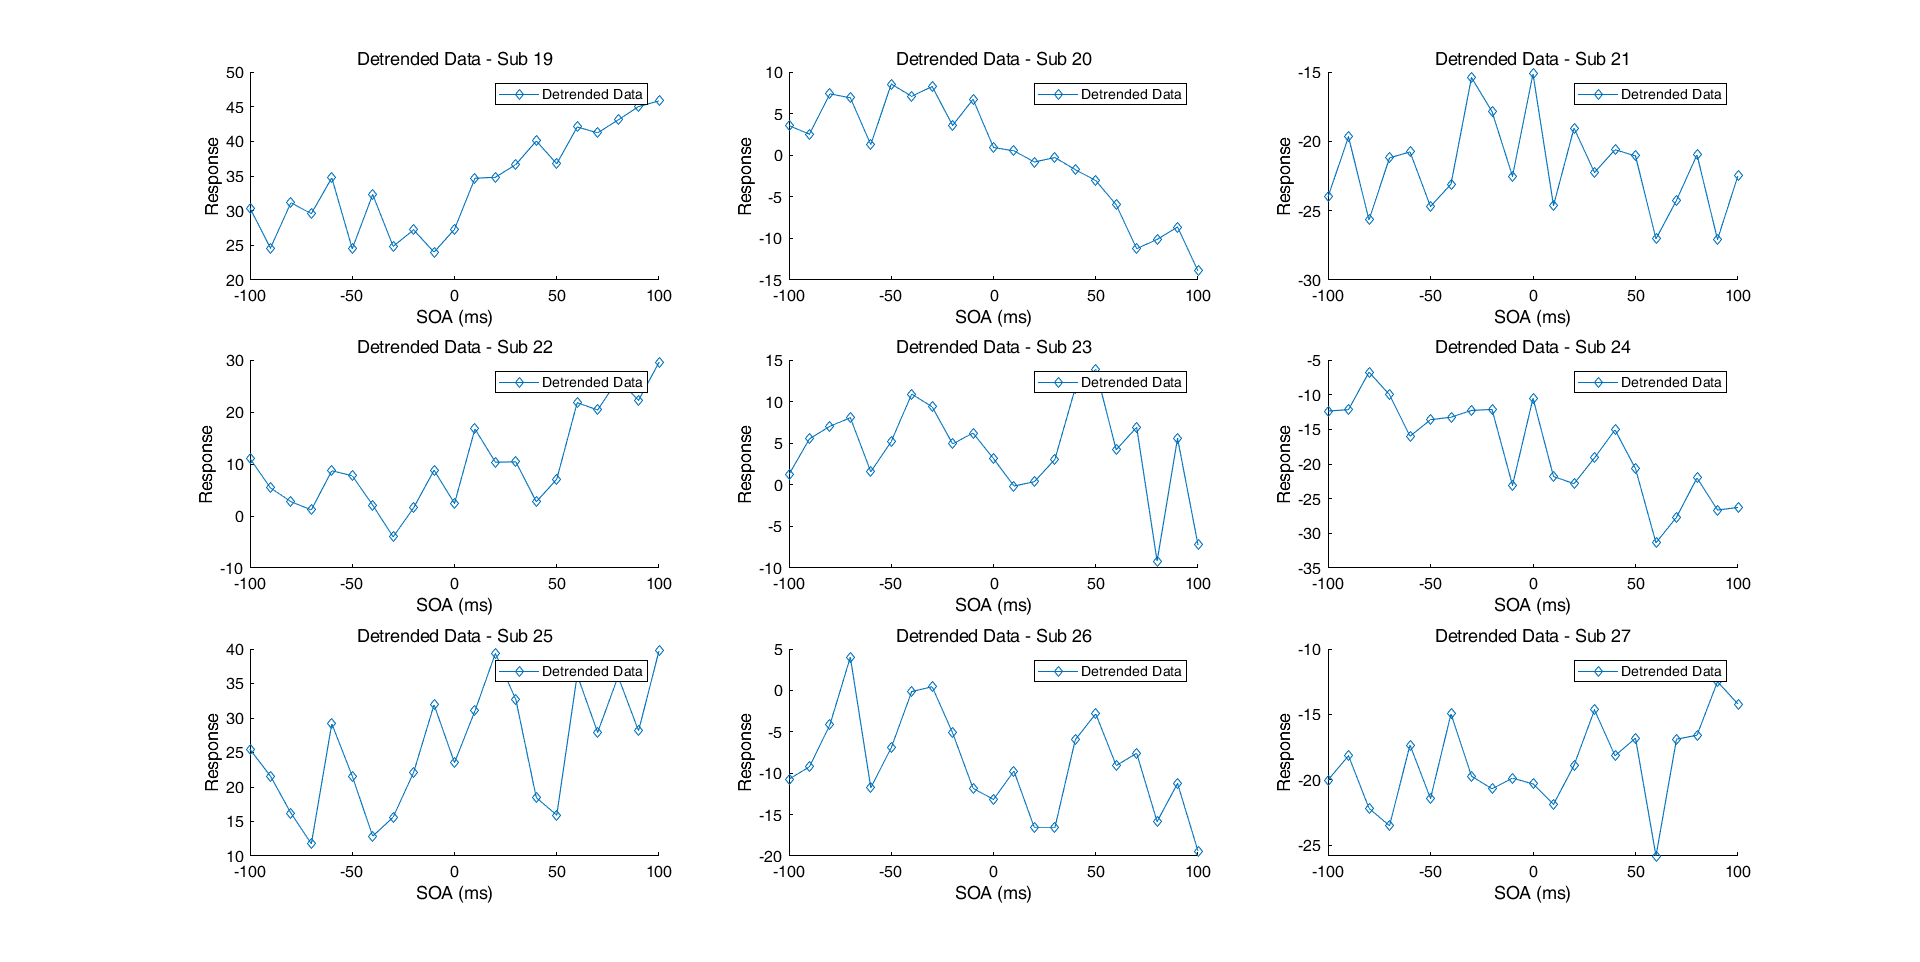 Detrended Data - Sub 19
50
45
40
35
30
25
20
Response
Detrended Data
-100 -50 0 50 100
SOA (ms)
Detrended Data - Sub 20
10
5
0
-5
-10
-15
Response
Detrended Data
-100 -50 0 50 100
SOA (ms)
Detrended Data - Sub 21
-15
-20
-25
-30
Response
Detrended Data
-100 -50 0 50 100
SOA (ms)
Detrended Data - Sub 22
30
20
10
0
-10
Response
Detrended Data
-100 -50 0 50 100
SOA (ms)
Detrended Data - Sub 23
15
10
5
0
-5
-10
Response
Detrended Data
-100 -50 0 50 100
SOA (ms)
Detrended Data - Sub 24
-5
-10
-15
-20
-25
-30
-35
Response
Detrended Data
-100 -50 0 50 100
SOA (ms)
Detrended Data - Sub 25
40
35
30
25
20
15
10
Response
Detrended Data
-100 -50 0 50 100
SOA (ms)
Detrended Data - Sub 26
5
0
-5
-10
-15
-20
Response
Detrended Data
-100 -50 0 50 100
SOA (ms)
Detrended Data - Sub 27
-10
-15
-20
-25
Response
Detrended Data
-100 -50 0 50 100
SOA (ms)